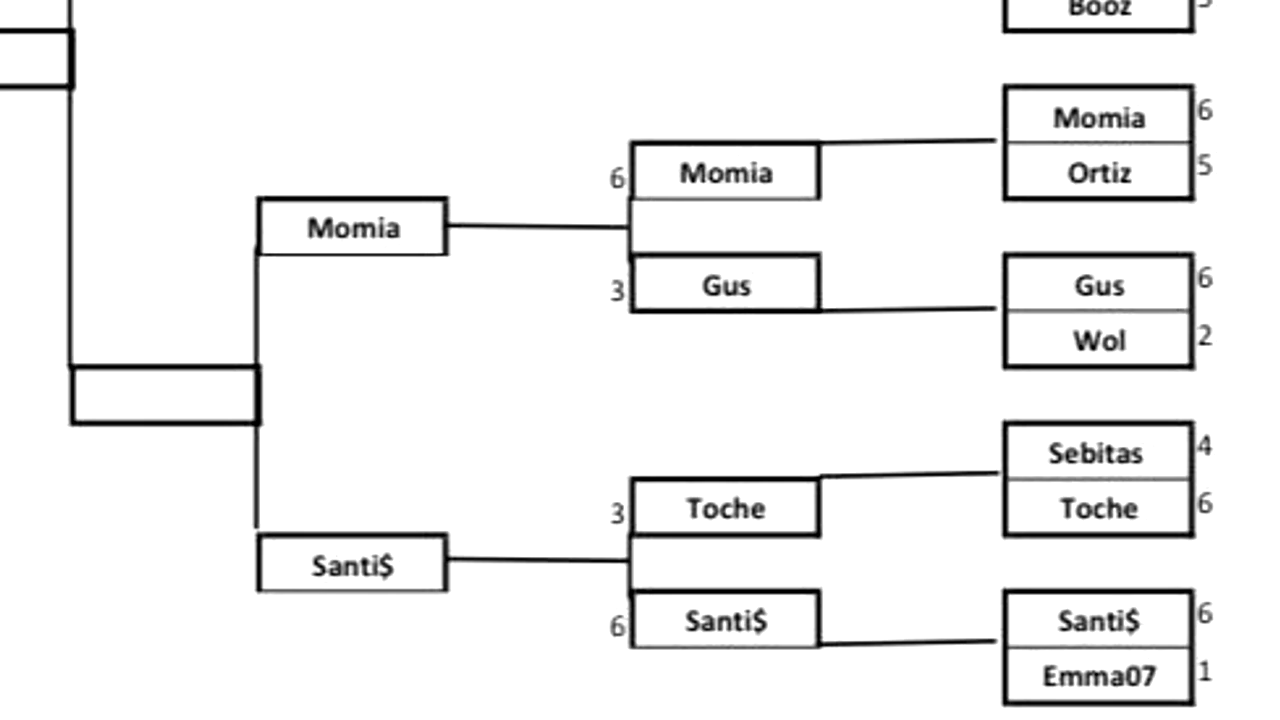 Booz
Momia 6
Ortiz 5
6 Momia
Momia
3 Gus
Gus 6
Wol 2
Sebitas 4
Toche 6
3 Toche
Santi$
6 Santi$
Santi$ 6
Emma07 1